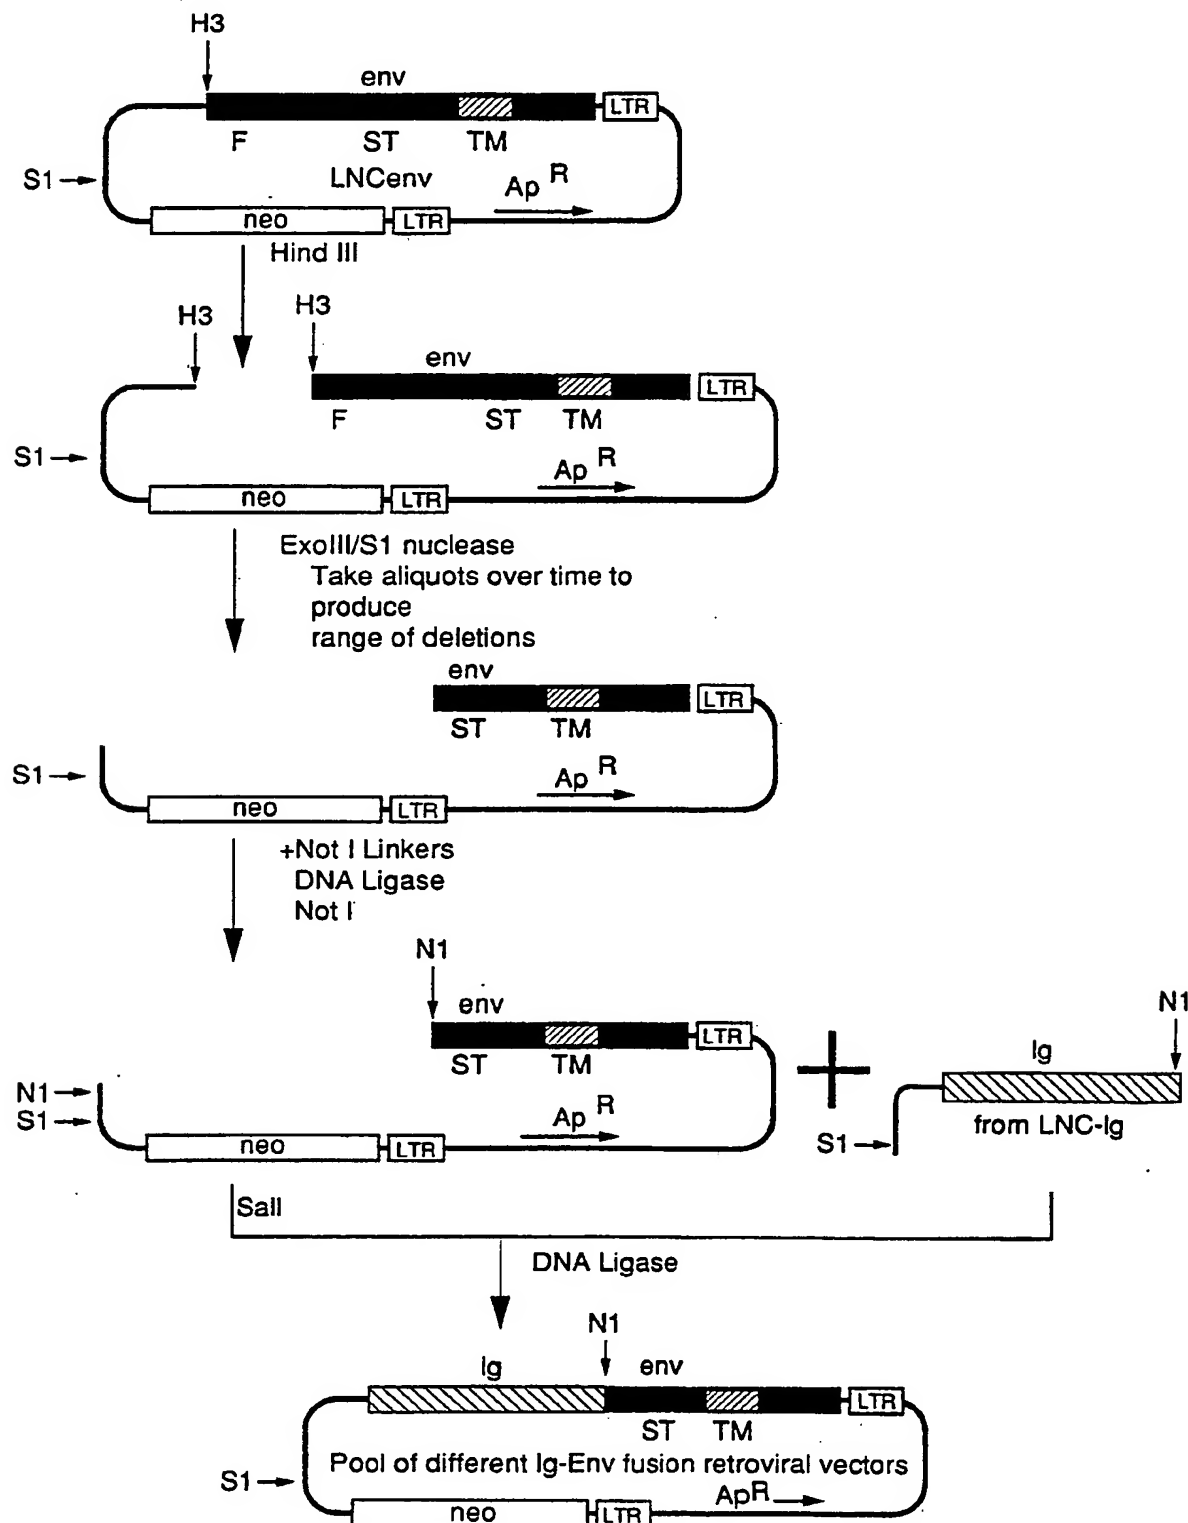 H3
env
LTR
F ST TM
S1
LNCenv
Ap R
neo
LTR
Hind III
H3
H3
env
LTR
F ST TM
S1
Ap R
neo
LTR
ExoIII/S1 nuclease
Take aliquots over time to
produce
range of deletions
env
LTR
ST TM
S1
Ap R
neo
LTR
+Not I Linkers
DNA Ligase
Not I
N1
env
LTR
ST TM
N1
S1
Ap R
neo
LTR
N1
Ig
from LNC-Ig
S1
SalI
DNA Ligase
N1
Ig
env
LTR
ST TM
Pool of different Ig-Env fusion retroviral vectors
S1
ApR
neo
LTR